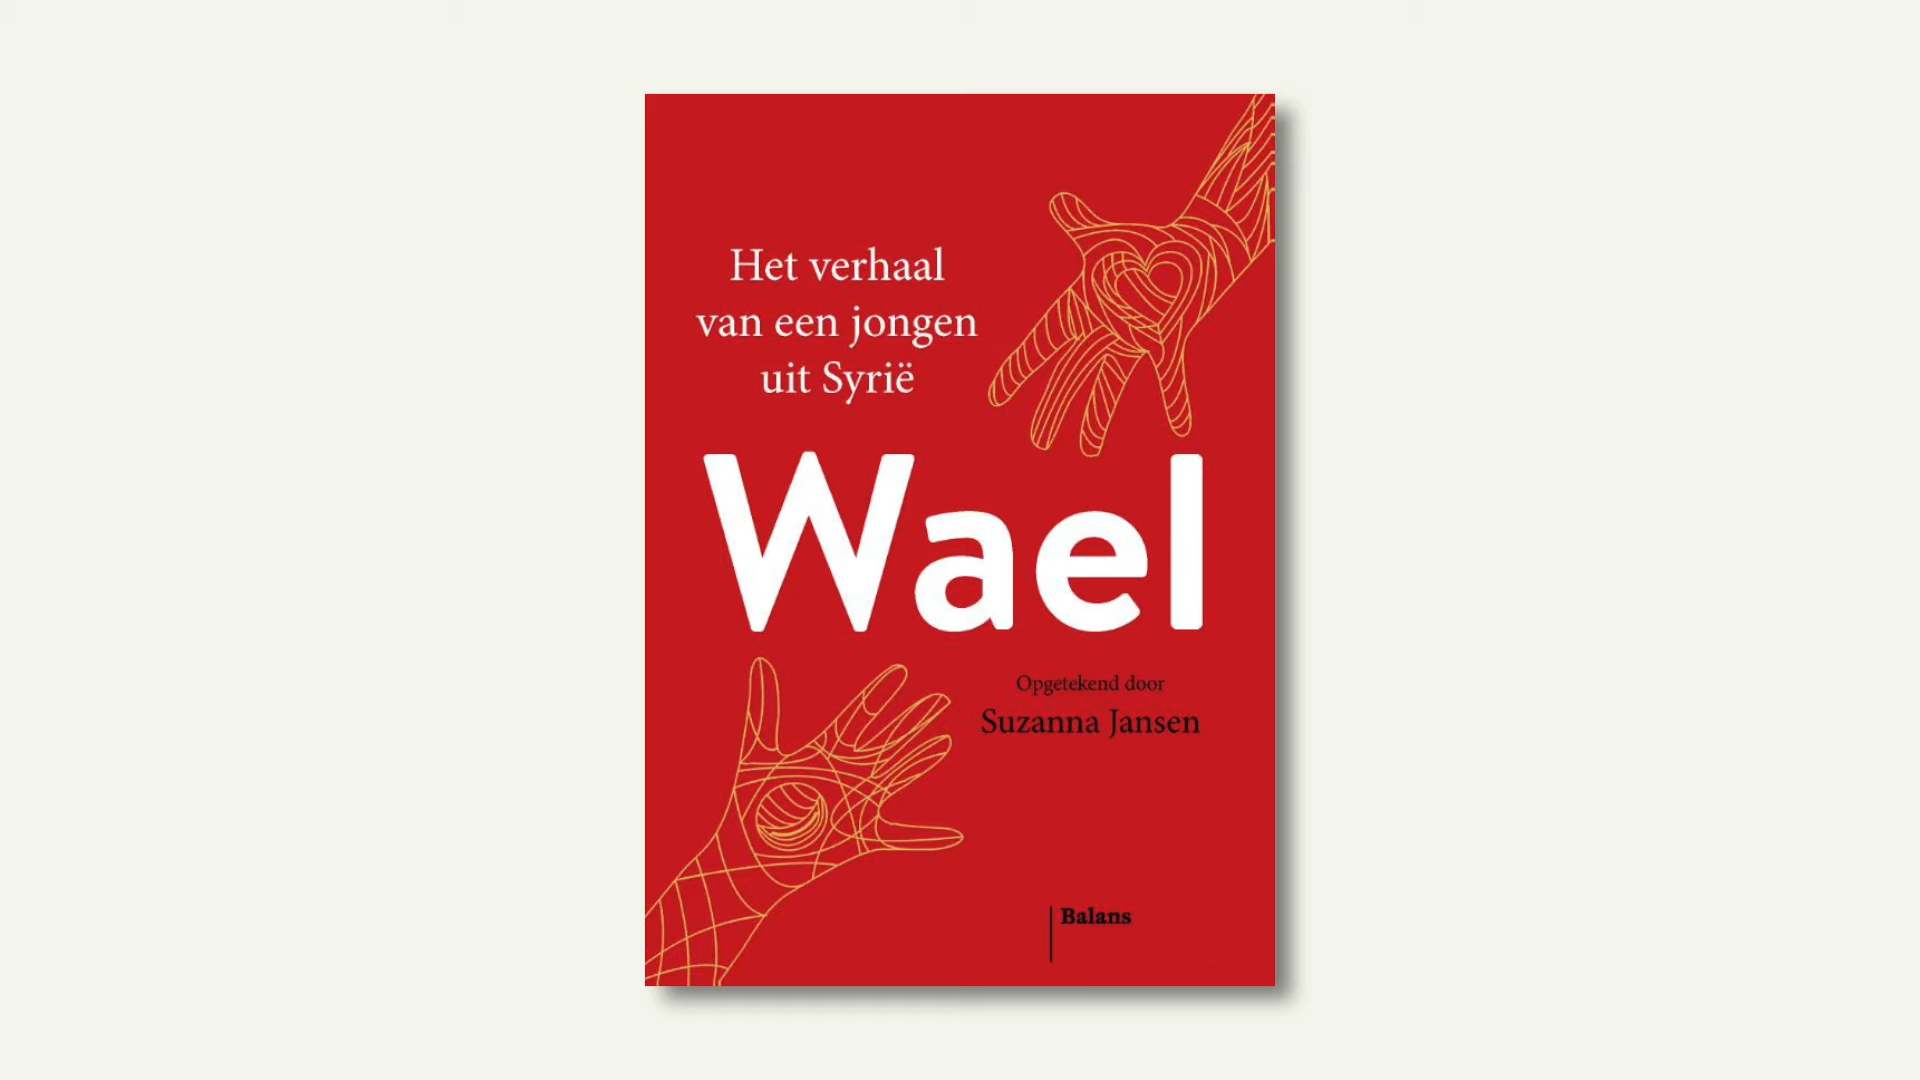 Het verhaal
van een jongen
uit Syrië
Wael
Opgetekend door
Suzanna Jansen
Balans